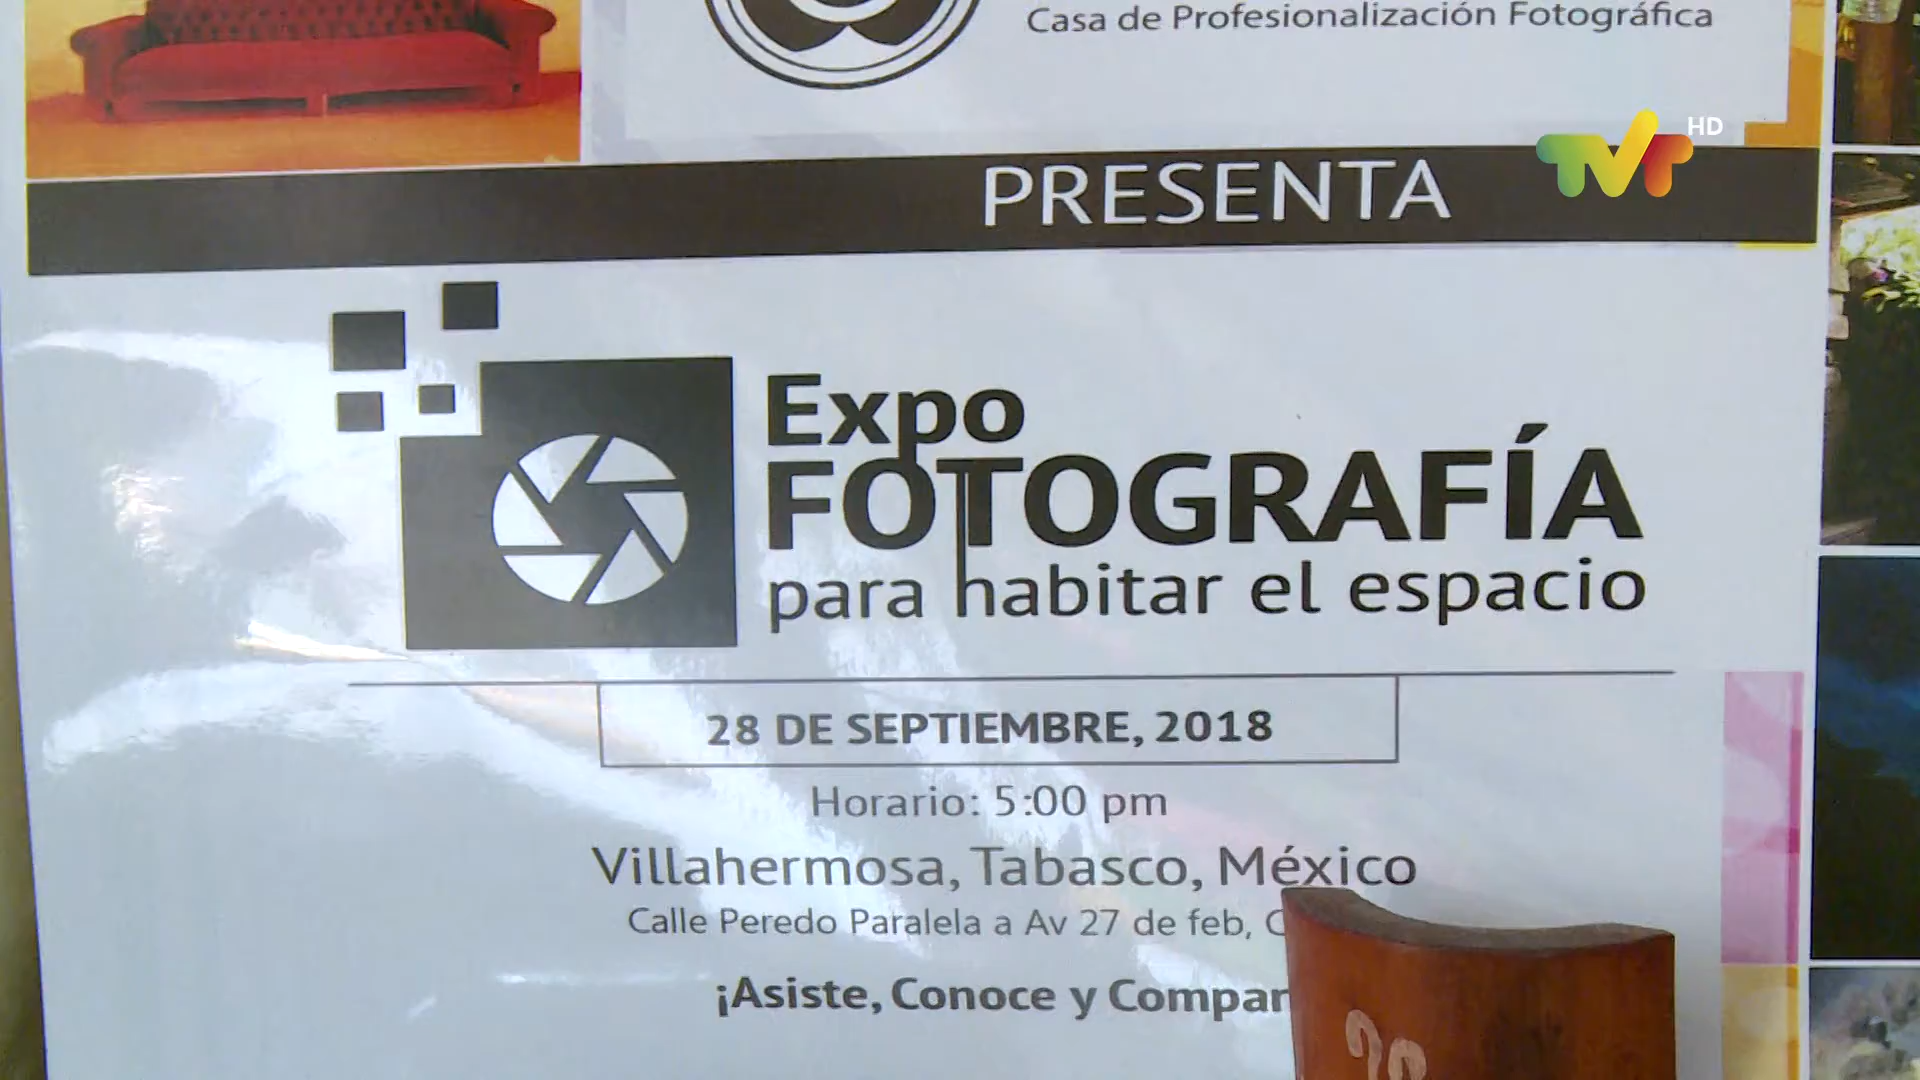 Casa de Profesionalización Fotográfica
TVT HD
PRESENTA
Expo
FOTOGRAFÍA
para habitar el espacio
28 DE SEPTIEMBRE, 2018
Horario: 5:00 pm
Villahermosa, Tabasco, México
Calle Peredo Paralela a Av 27 de feb,
¡Asiste, Conoce y